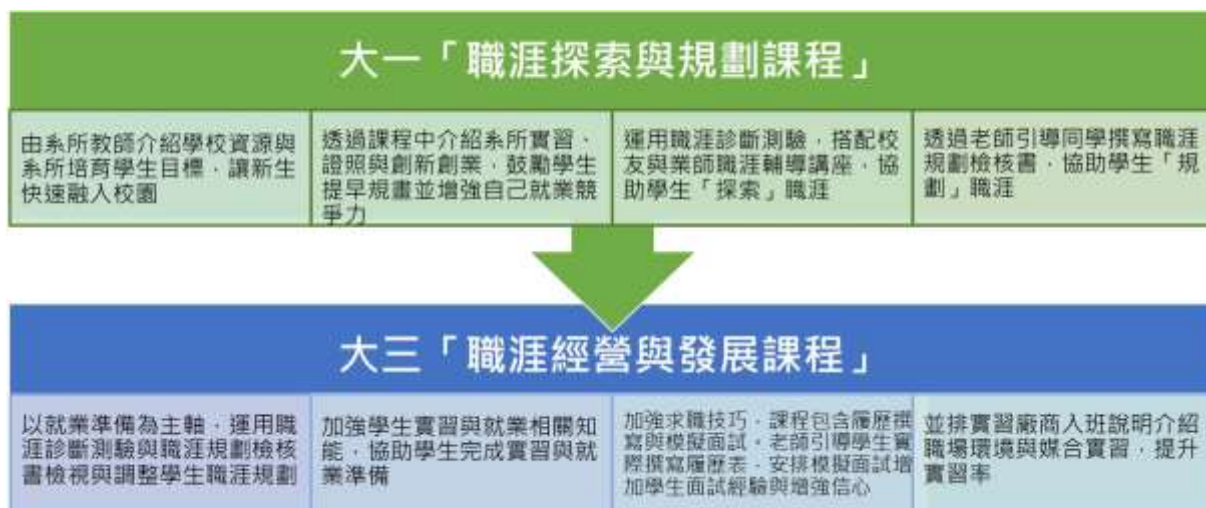 大一「職涯探索與規劃課程」
由系所教師介紹學校資源與
系所培育學生目標，讓新生
快速融入校園
透過課程中介紹系所實習、
證照與創新創業，鼓勵學生
提早規畫並增強自己就業競
爭力
運用職涯診斷測驗，搭配校
友與業師職涯輔導講座，協
助學生「探索」職涯
透過老師引導同學撰寫職涯
規劃檢核書，協助學生「規
劃」職涯
大三「職涯經營與發展課程」
以就業準備為主軸，運用職
涯診斷測驗與職涯規劃檢核
書檢視與調整學生職涯規劃
加強學生實習與就業相關知
能，協助學生完成實習與就
業準備
加強求職技巧，課程包含履歷撰
寫與模擬面試。老師引導學生實
際撰寫履歷表，安排模擬面試增
加學生面試經驗與增強信心
並排實習廠商入班說明介紹
職場環境與媒合實習，提升
實習率